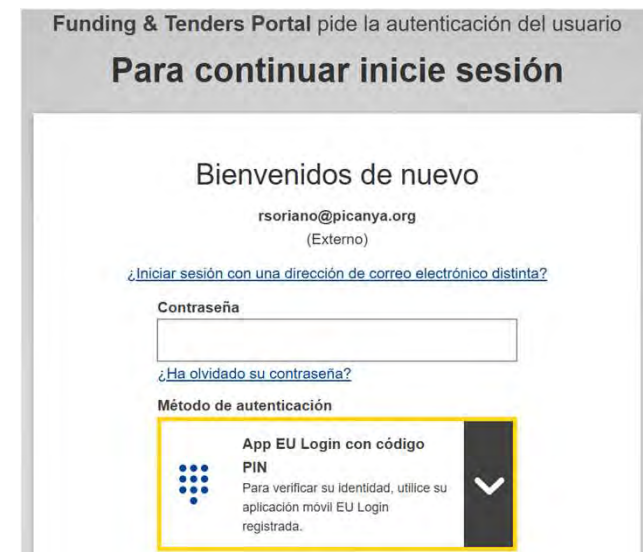 Funding & Tenders Portal pide la autenticación del usuario
Para continuar inicie sesión
Bienvenidos de nuevo
rsoriano@picanya.org
(Externo)
¿Iniciar sesión con una dirección de correo electrónico distinta?
Contraseña
¿Ha olvidado su contraseña?
Método de autenticación
App EU Login con código
PIN
Para verificar su identidad, utilice su
aplicación móvil EU Login
registrada.